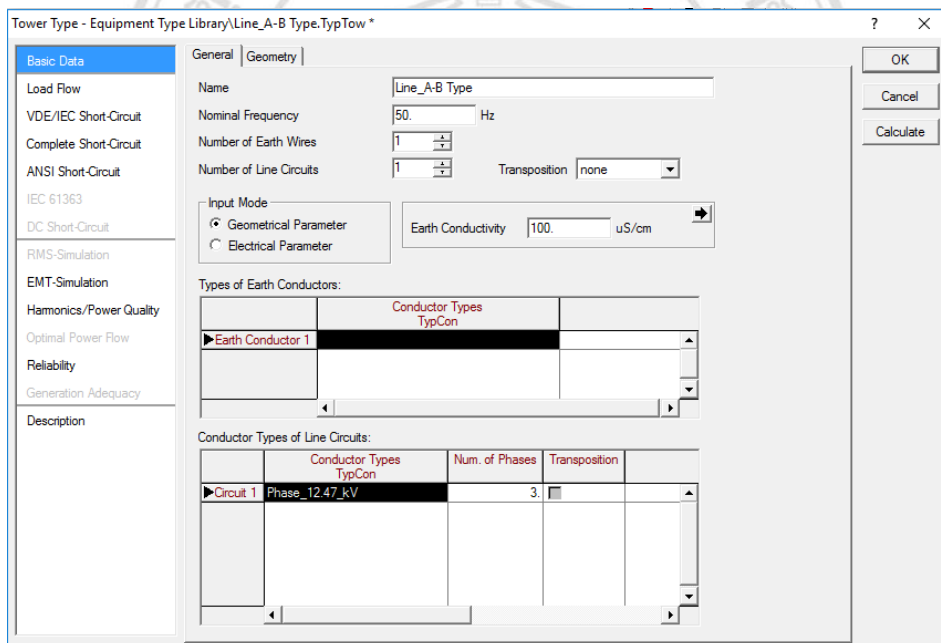 Tower Type - Equipment Type Library\Line_A-B Type.TypTow *
? X
Basic Data
Load Flow
VDE/IEC Short-Circuit
Complete Short-Circuit
ANSI Short-Circuit
IEC 61363
DC Short-Circuit
RMS-Simulation
EMT-Simulation
Harmonics/Power Quality
Optimal Power Flow
Reliability
Generation Adequacy
Description
General
Geometry
Name Line_A-B Type
Nominal Frequency 50. Hz
Number of Earth Wires 1
Number of Line Circuits 1 Transposition none
Input Mode
Geometrical Parameter
Electrical Parameter
Earth Conductivity 100. uS/cm
Types of Earth Conductors:
Conductor Types
TypCon
Earth Conductor 1
Conductor Types of Line Circuits:
Conductor Types
TypCon
Num. of Phases
Transposition
Circuit 1 Phase_12.47_kV 3.
OK
Cancel
Calculate